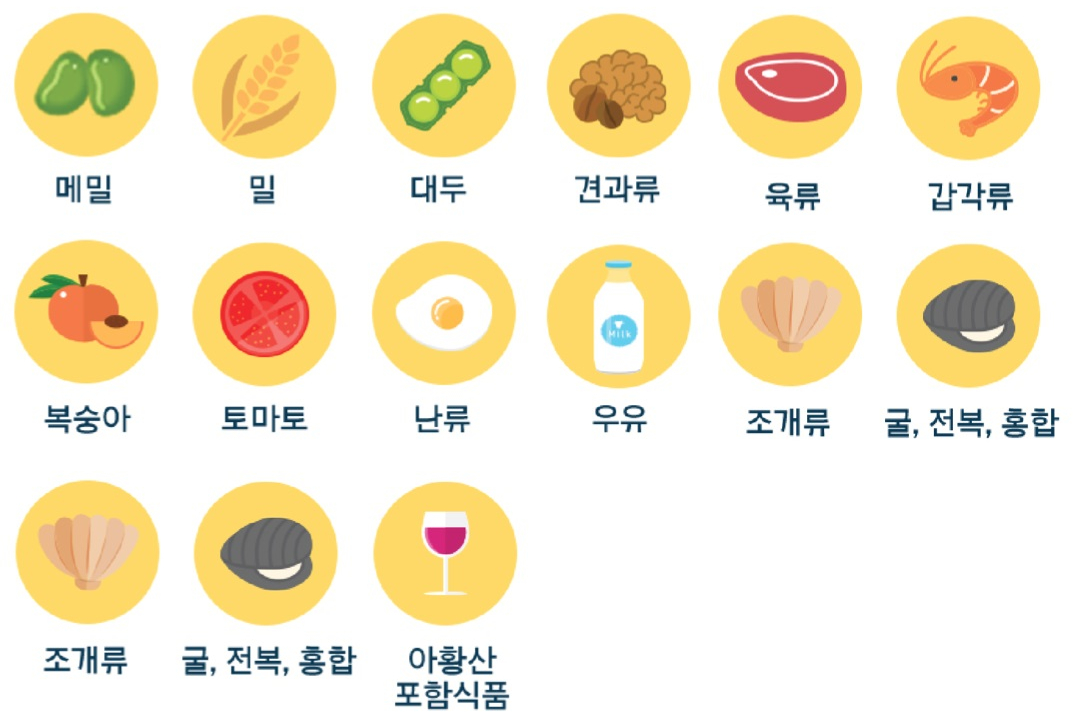 메밀
밀
대두
견과류
육류
갑각류
복숭아
토마토
난류
Milk
우유
조개류
굴, 전복, 홍합
조개류
굴, 전복, 홍합
아황산
포함식품